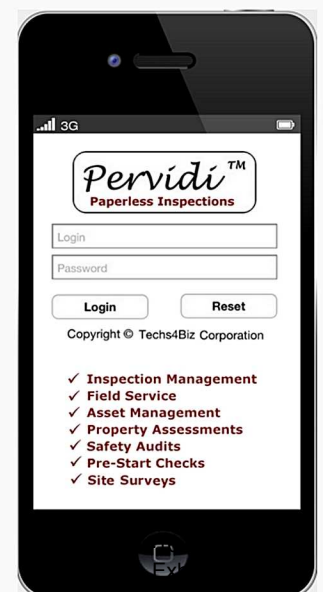 3G
Pervidi™
Paperless Inspections
Login
Password
Login Reset
Copyright © Techs4Biz Corporation
✓ Inspection Management
✓ Field Service
✓ Asset Management
✓ Property Assessments
✓ Safety Audits
✓ Pre-Start Checks
✓ Site Surveys